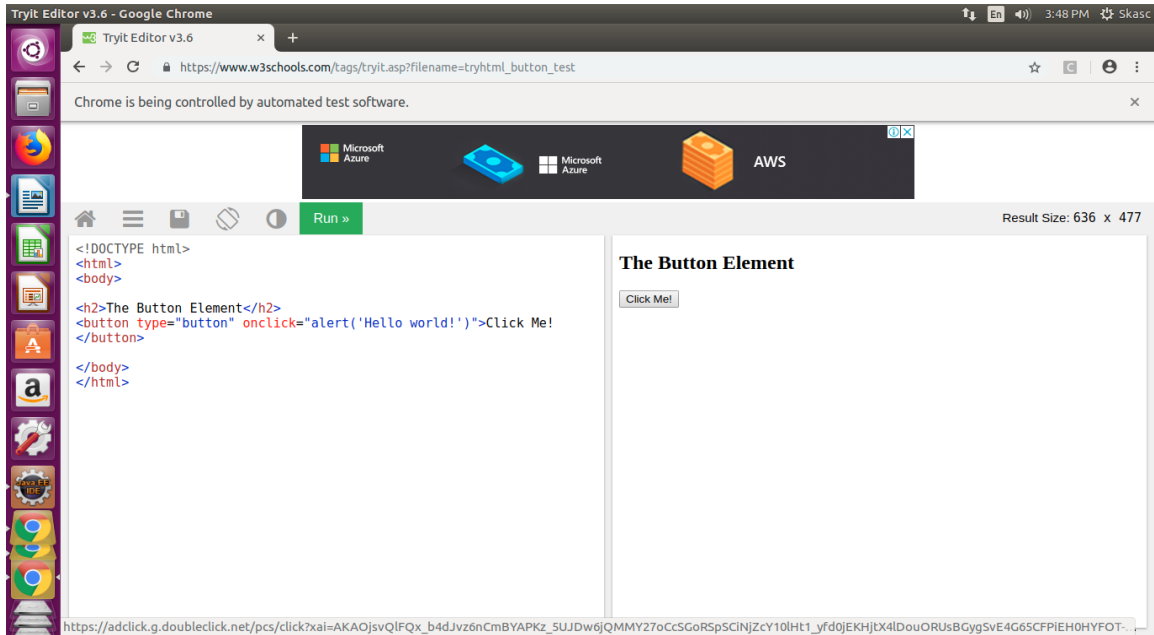 Tryit Editor v3.6 - Google Chrome
En
3:48 PM
Skasc
Tryit Editor v3.6
https://www.w3schools.com/tags/tryit.asp?filename=tryhtml_button_test
C
Chrome is being controlled by automated test software.
Microsoft
Azure
Microsoft
Azure
AWS
Run »
Result Size: 636 x 477
<!DOCTYPE html>
<html>
<body>
<h2>The Button Element</h2>
<button type="button" onclick="alert('Hello world!')">Click Me!
</button>
</body>
</html>
The Button Element
Click Me!
A
a
Java EE
IDE